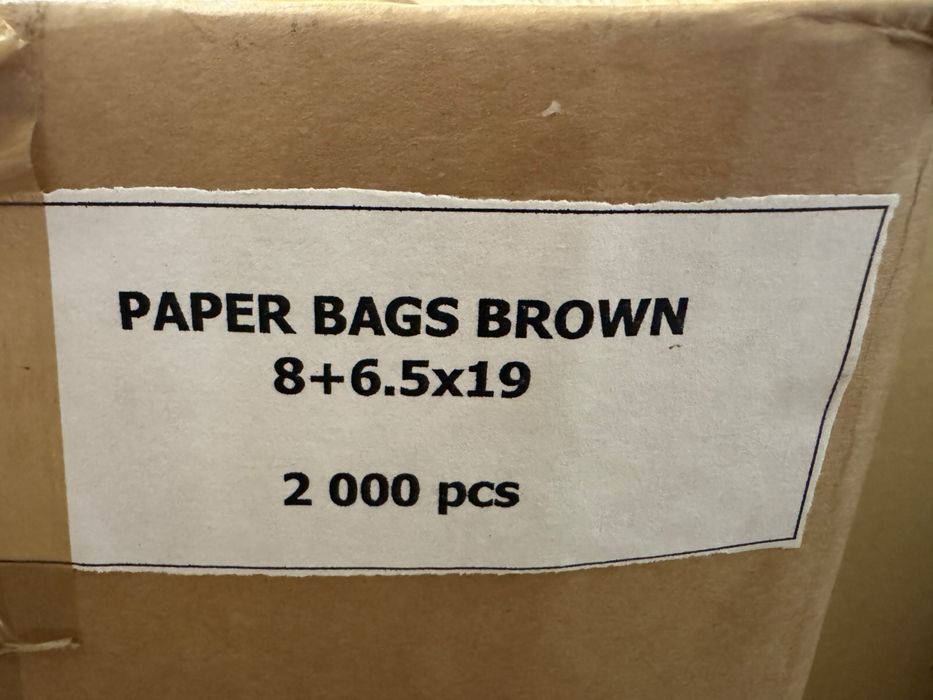 PAPER BAGS BROWN
8+6.5x19
2 000 pcs